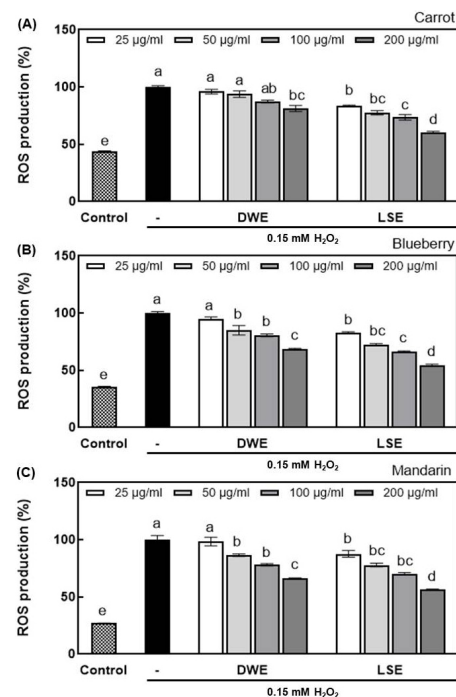 (A)
Carrot
25 µg/ml 50 µg/ml 100 µg/ml 200 µg/ml
ROS production (%)
150
100
50
0
e
a
a
a
ab
bc
b
bc
c
d
Control - DWE LSE
0.15 mM H₂O₂
(B)
Blueberry
25 µg/ml 50 µg/ml 100 µg/ml 200 µg/ml
ROS production (%)
150
100
50
0
e
a
a
b
b
c
b
bc
c
d
Control - DWE LSE
0.15 mM H₂O₂
(C)
Mandarin
25 µg/ml 50 µg/ml 100 µg/ml 200 µg/ml
ROS production (%)
150
100
50
0
e
a
a
b
b
c
b
bc
bc
d
Control - DWE LSE
0.15 mM H₂O₂